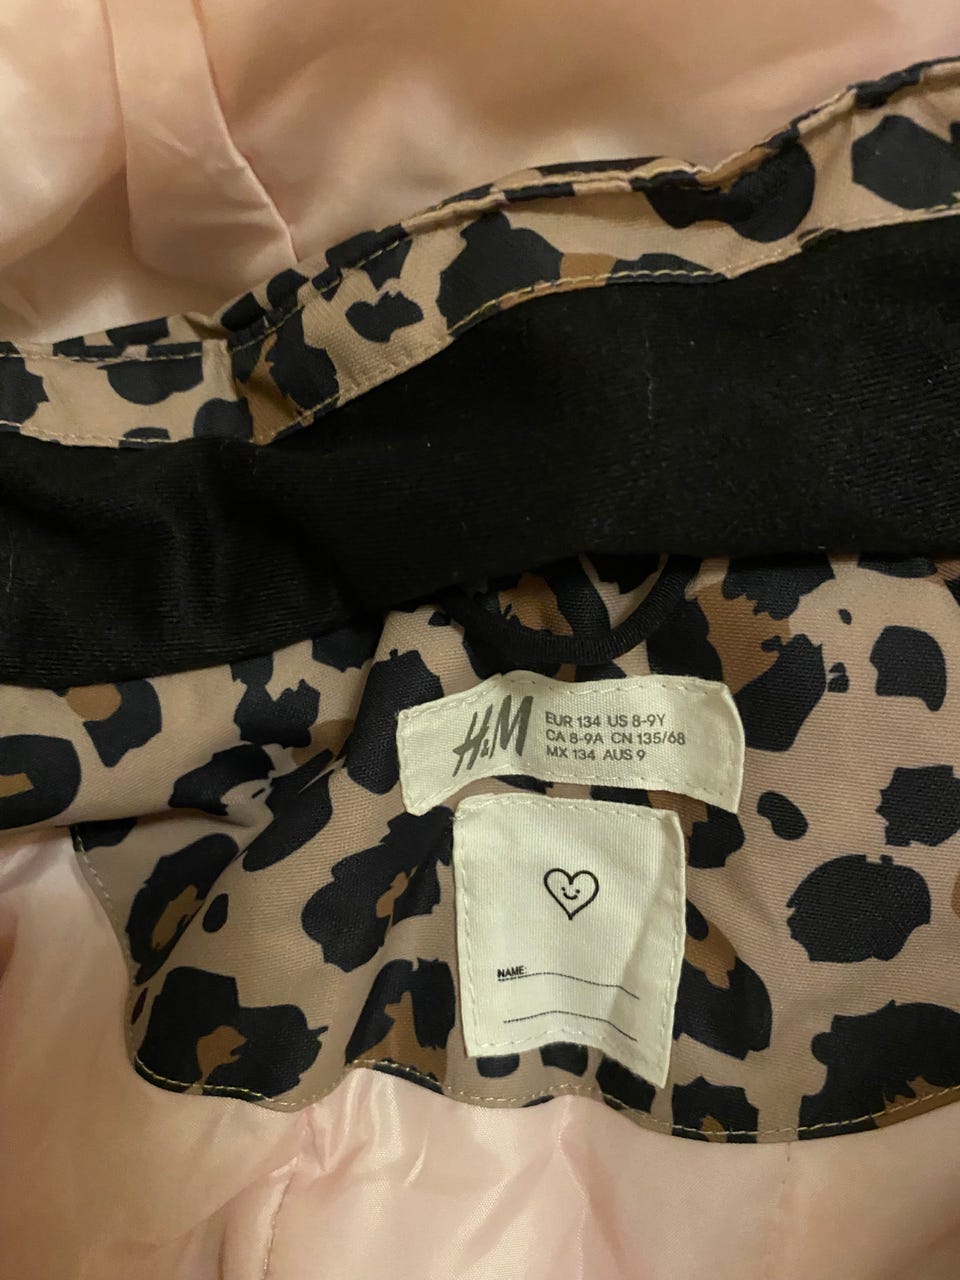 H&M
EUR 134 US 8-9Y
CA 8-9A CN 135/68
MX 134 AUS 9
NAME: